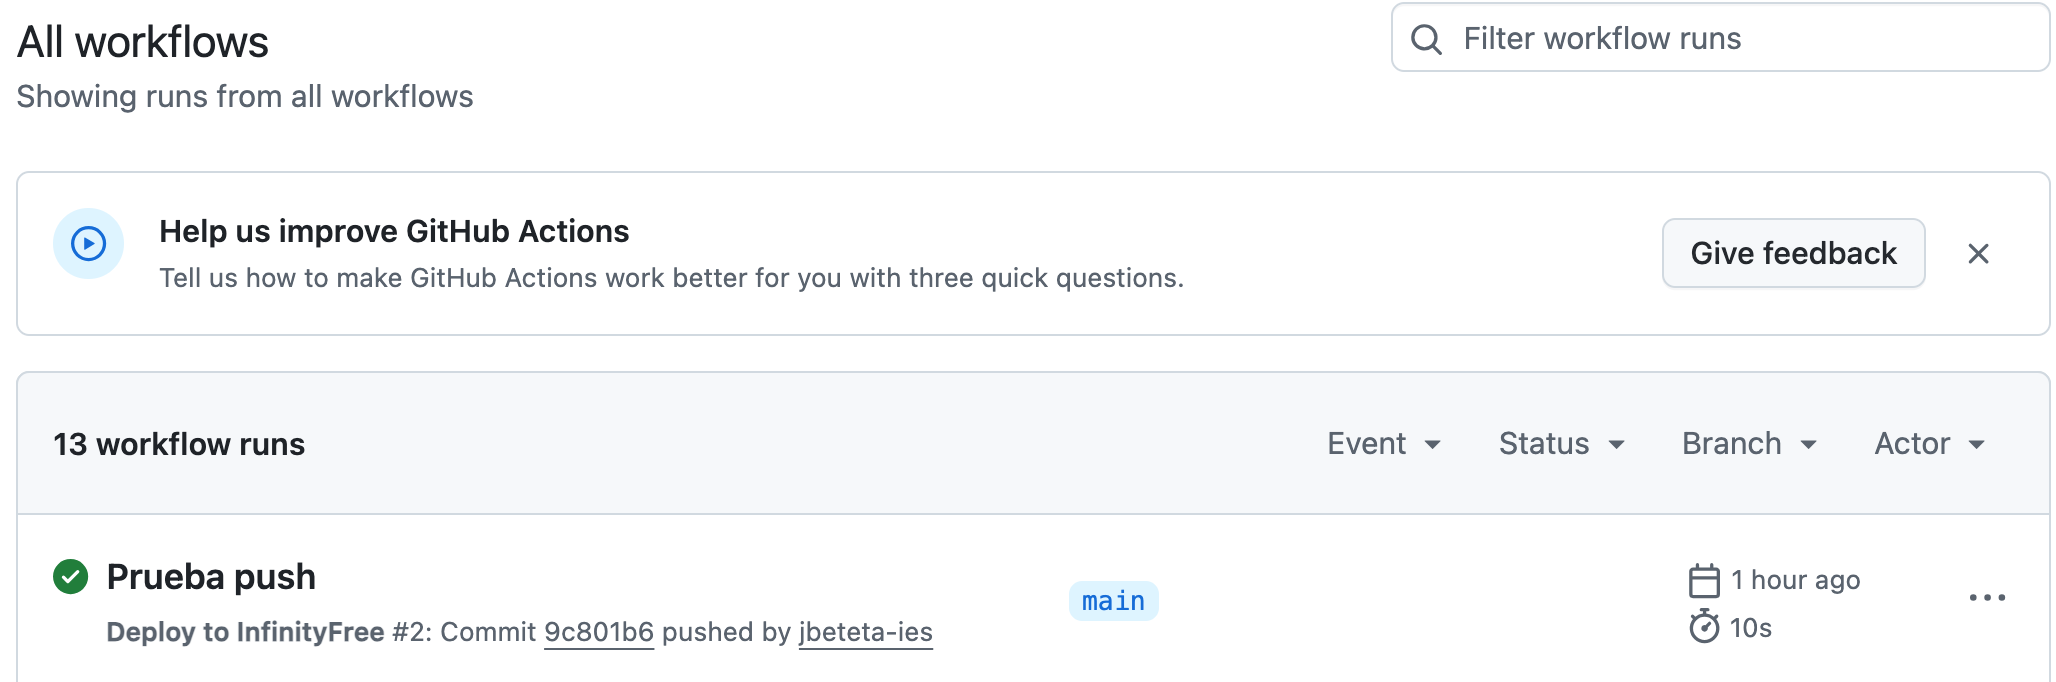 All workflows
Filter workflow runs
Showing runs from all workflows
Help us improve GitHub Actions
Tell us how to make GitHub Actions work better for you with three quick questions.
Give feedback
13 workflow runs
Event
Status
Branch
Actor
Prueba push
Deploy to InfinityFree #2: Commit 9c801b6 pushed by jbeteta-ies
main
1 hour ago
10s